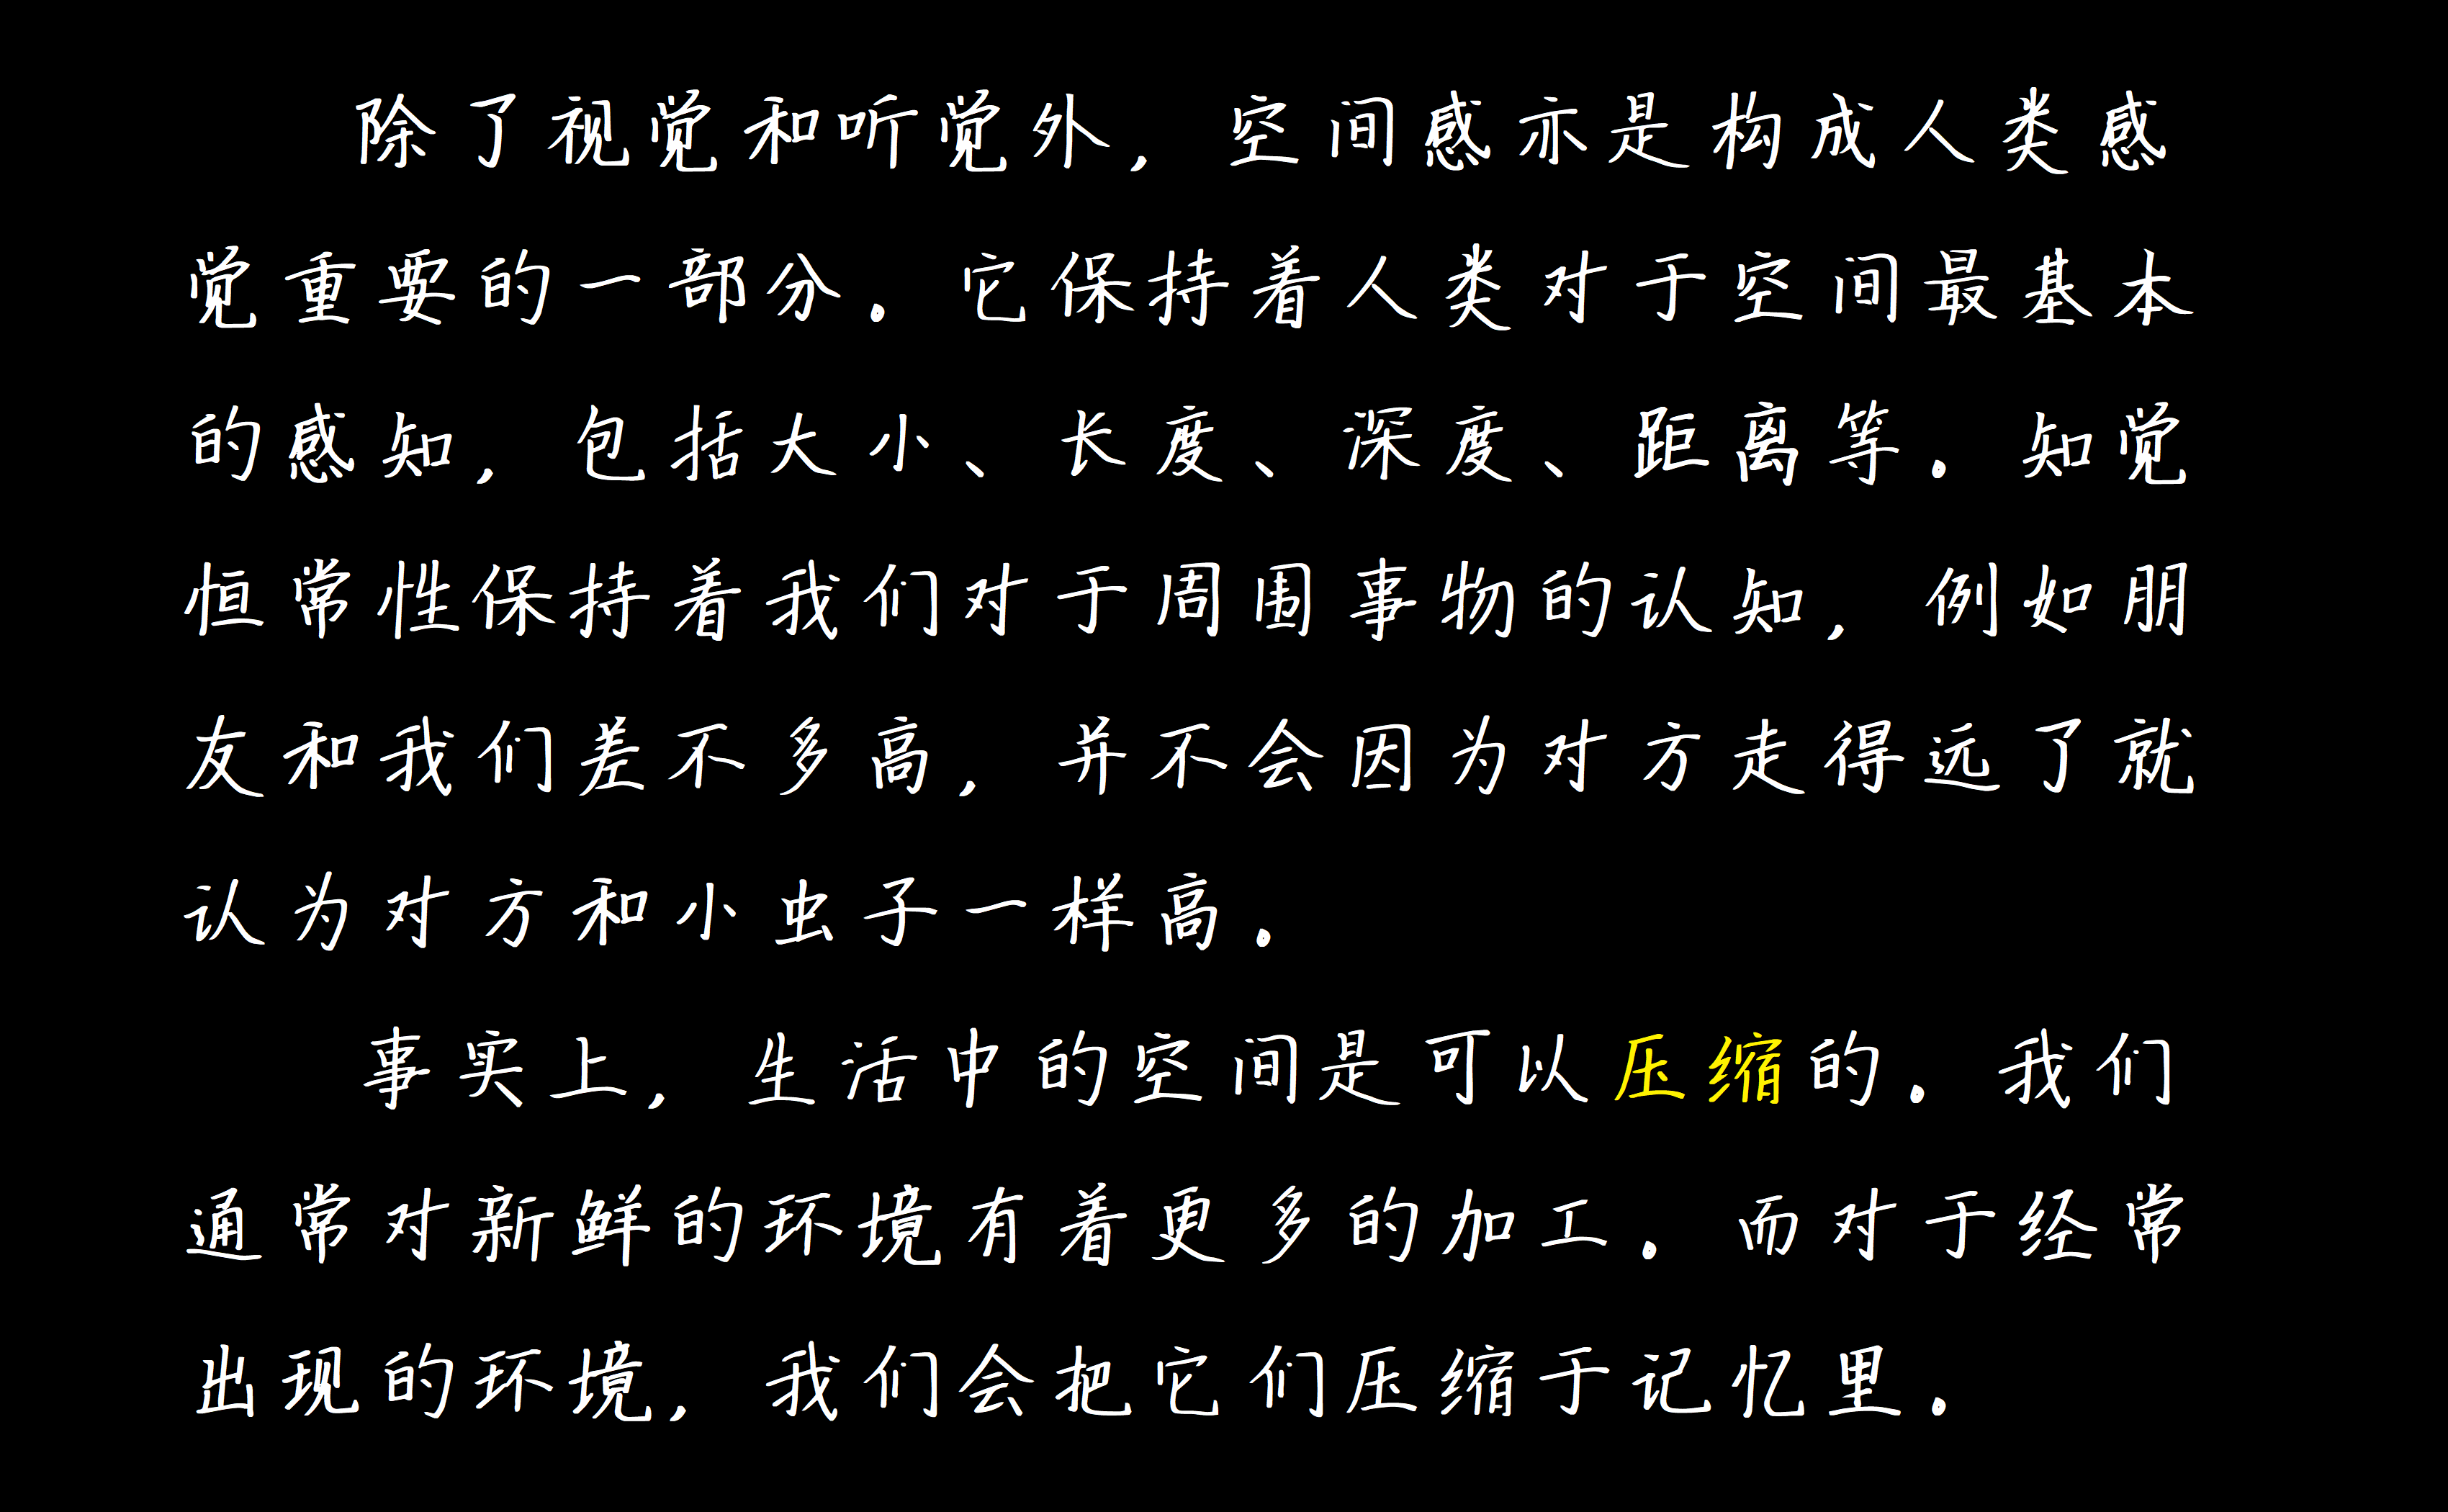 除了视觉和听觉外，空间感亦是构成人类感
觉重要的一部分．它保持着人类对于空间最基本
的感知，包括大小、长度、深度、距离等．知觉
恒常性保持着我们对于周围事物的认知，例如朋
友和我们差不多高，并不会因为对方走得远了就
认为对方和小虫子一样高．
事实上，生活中的空间是可以压缩的．我们
通常对新鲜的环境有着更多的加工．而对于经常
出现的环境，我们会把它们压缩于记忆里．